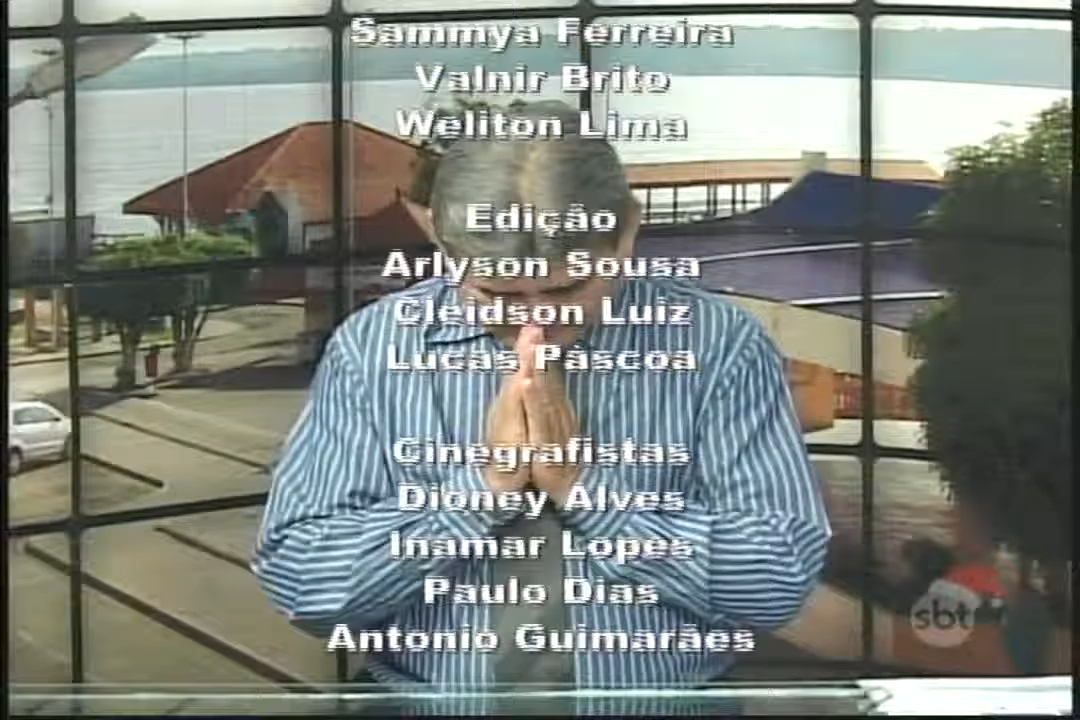 Sammya Ferreira
Valnir Brito
Weliton Lima
Edição
Arlyson Sousa
Cleidson Luiz
Lucas Páscoa
Cinegrafistas
Dioney Alves
Inamar Lopes
Paulo Dias
Antonio Guimarães
sbt